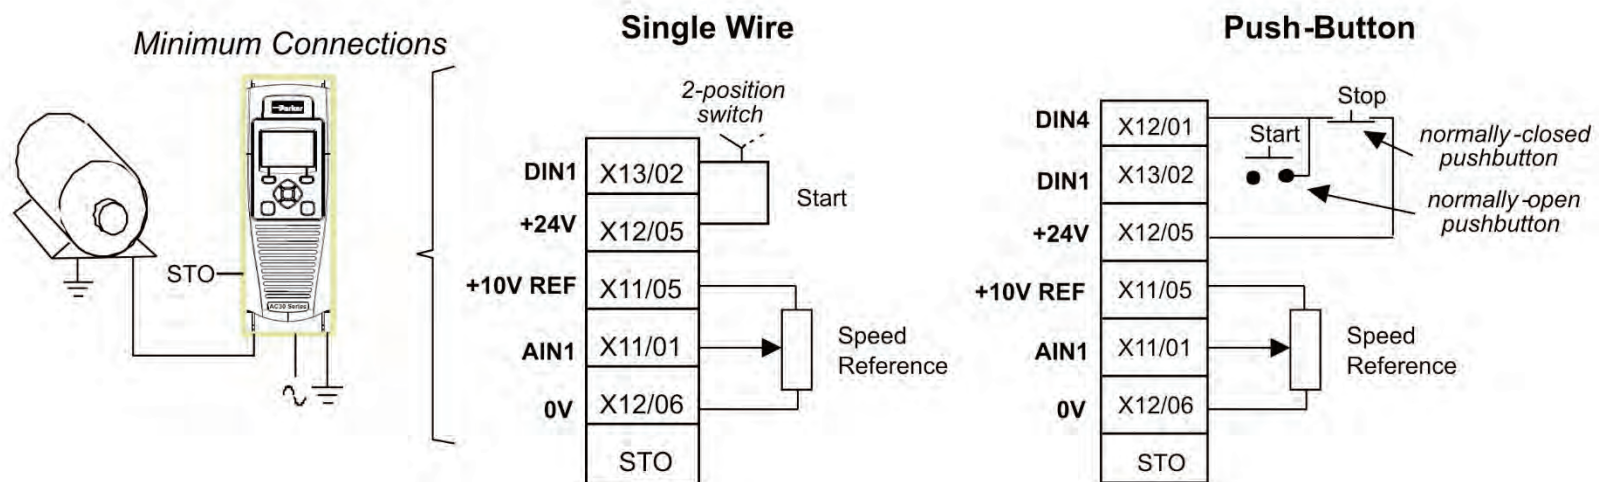 Minimum Connections
Parker
AC30 Series
STO
Single Wire
2-position
switch
DIN1 X13/02
Start
+24V X12/05
+10V REF X11/05
AIN1 X11/01
Speed
Reference
0V X12/06
STO
Push-Button
Stop
DIN4 X12/01
Start
normally-closed
pushbutton
DIN1 X13/02
normally-open
pushbutton
+24V X12/05
+10V REF X11/05
AIN1 X11/01
Speed
Reference
0V X12/06
STO